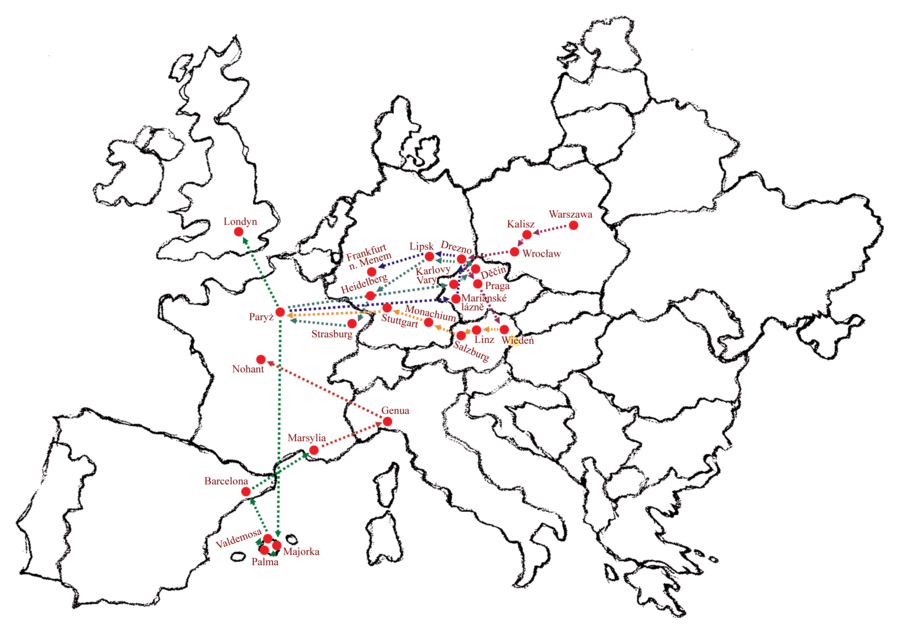 Londyn
Kalisz
Warszawa
Wrocław
Lipsk
Drezno
Frankfurt
n. Menem
Karlovy
Vary
Děčín
Praga
Heidelberg
Mariánské
lázně
Paryż
Strasburg
Stuttgart
Monachium
Salzburg
Linz
Wiedeń
Nohant
Genua
Marsylia
Barcelona
Valdemosa
Majorka
Palma